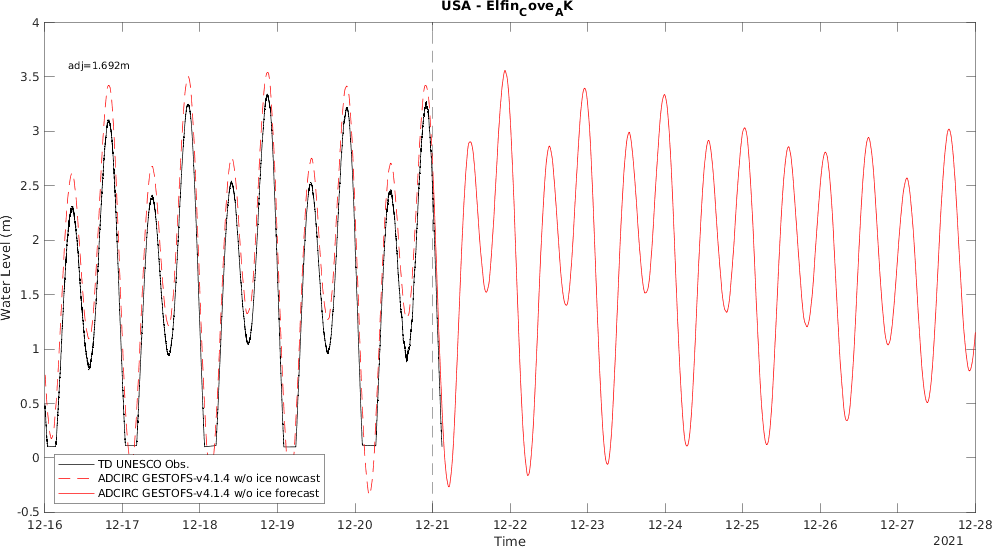 USA - Elfin_Cove_AK
adj=1.692m
Water Level (m)
4
3.5
3
2.5
2
1.5
1
0.5
0
-0.5
TD UNESCO Obs.
ADCIRC GESTOFS-v4.1.4 w/o ice nowcast
ADCIRC GESTOFS-v4.1.4 w/o ice forecast
12-16 12-17 12-18 12-19 12-20 12-21 12-22 12-23 12-24 12-25 12-26 12-27 12-28
Time
2021